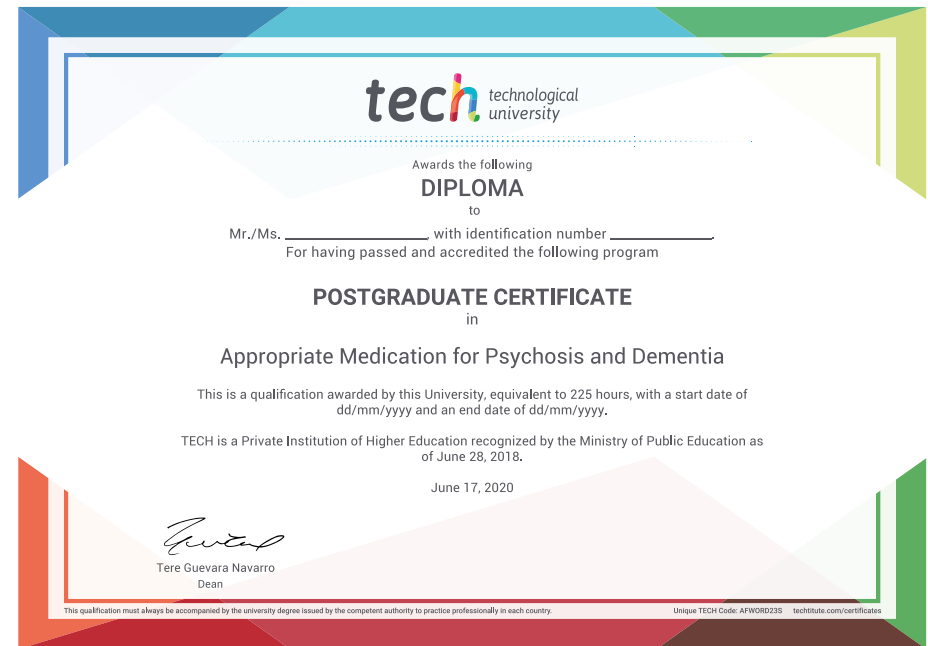 tech technological
university
Awards the following
DIPLOMA
to
Mr./Ms. ____________________, with identification number ______________.
For having passed and accredited the following program
POSTGRADUATE CERTIFICATE
in
Appropriate Medication for Psychosis and Dementia
This is a qualification awarded by this University, equivalent to 225 hours, with a start date of
dd/mm/yyyy and an end date of dd/mm/yyyy.
TECH is a Private Institution of Higher Education recognized by the Ministry of Public Education as
of June 28, 2018.
June 17, 2020
Tere Guevara Navarro
Dean
This qualification must always be accompanied by the university degree issued by the competent authority to practice professionally in each country. Unique TECH Code: AFWORD23S techtitute.com/certificates